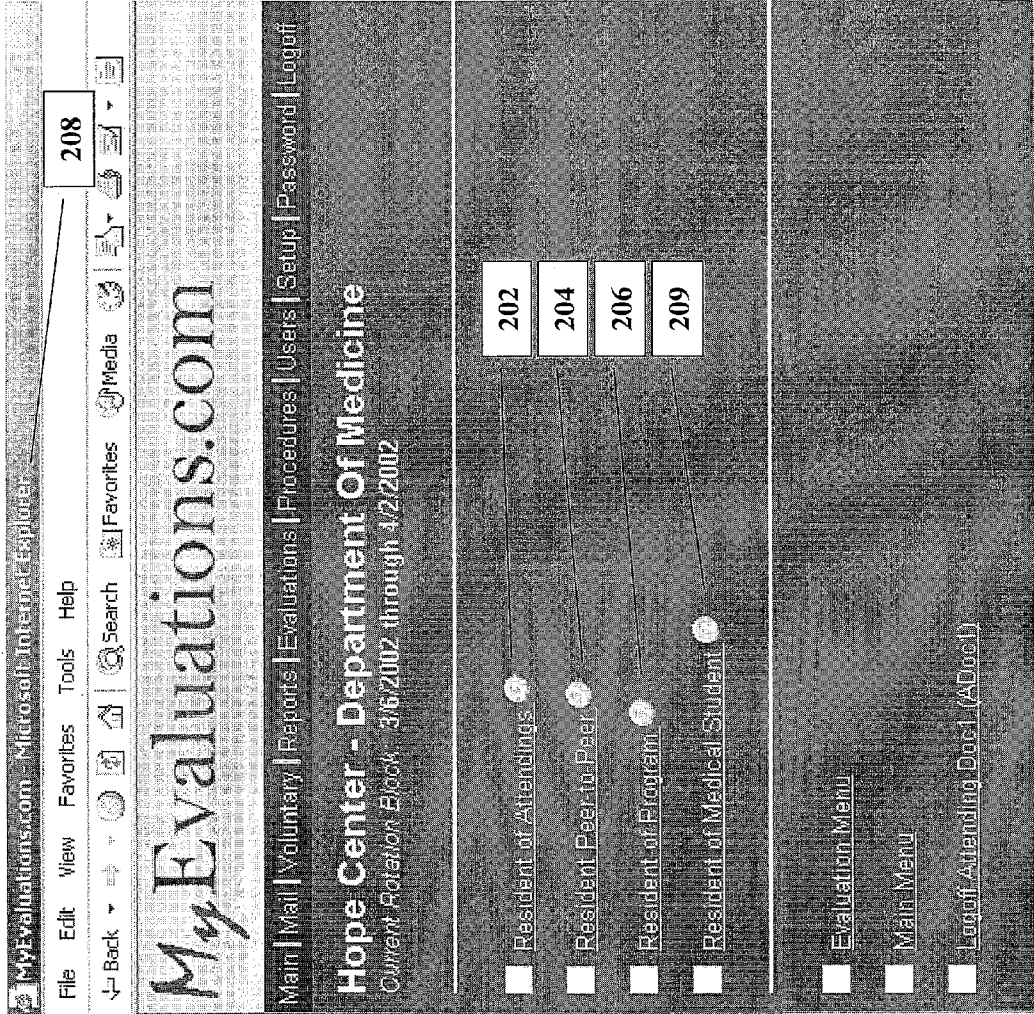 MyEvaluations.com - Microsoft Internet Explorer
208
File Edit View Favorites Tools Help
Back Search Favorites Media
MyEvaluations.com
Main | Mail | Voluntary | Reports | Evaluations | Procedures | Users | Setup | Password | Logoff
Hope Center - Department Of Medicine
Current Rotation Block: 3/6/2002 through 4/2/2002
Resident of Attendings 202
Resident Peer to Peer 204
Resident of Program 206
Resident of Medical Student 209
Evaluation Menu
Main Menu
Logoff Attending Doc1 (ADoc1)